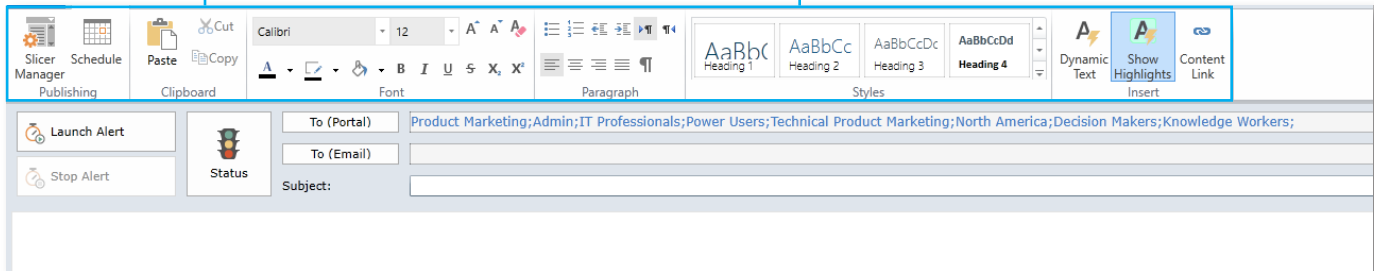 Slicer Manager
Schedule
Publishing
Paste
Cut
Copy
Clipboard
Calibri
12
A A A
A B I U S X₂ X²
Font
¶ ¶
¶
Paragraph
AaBb(
Heading 1
AaBbCc
Heading 2
AaBbCcDc
Heading 3
AaBbCcDd
Heading 4
Styles
A
Dynamic Text
A
Show Highlights
Content Link
Insert
Launch Alert
Stop Alert
Status
To (Portal)
Product Marketing;Admin;IT Professionals;Power Users;Technical Product Marketing;North America;Decision Makers;Knowledge Workers;
To (Email)
Subject: